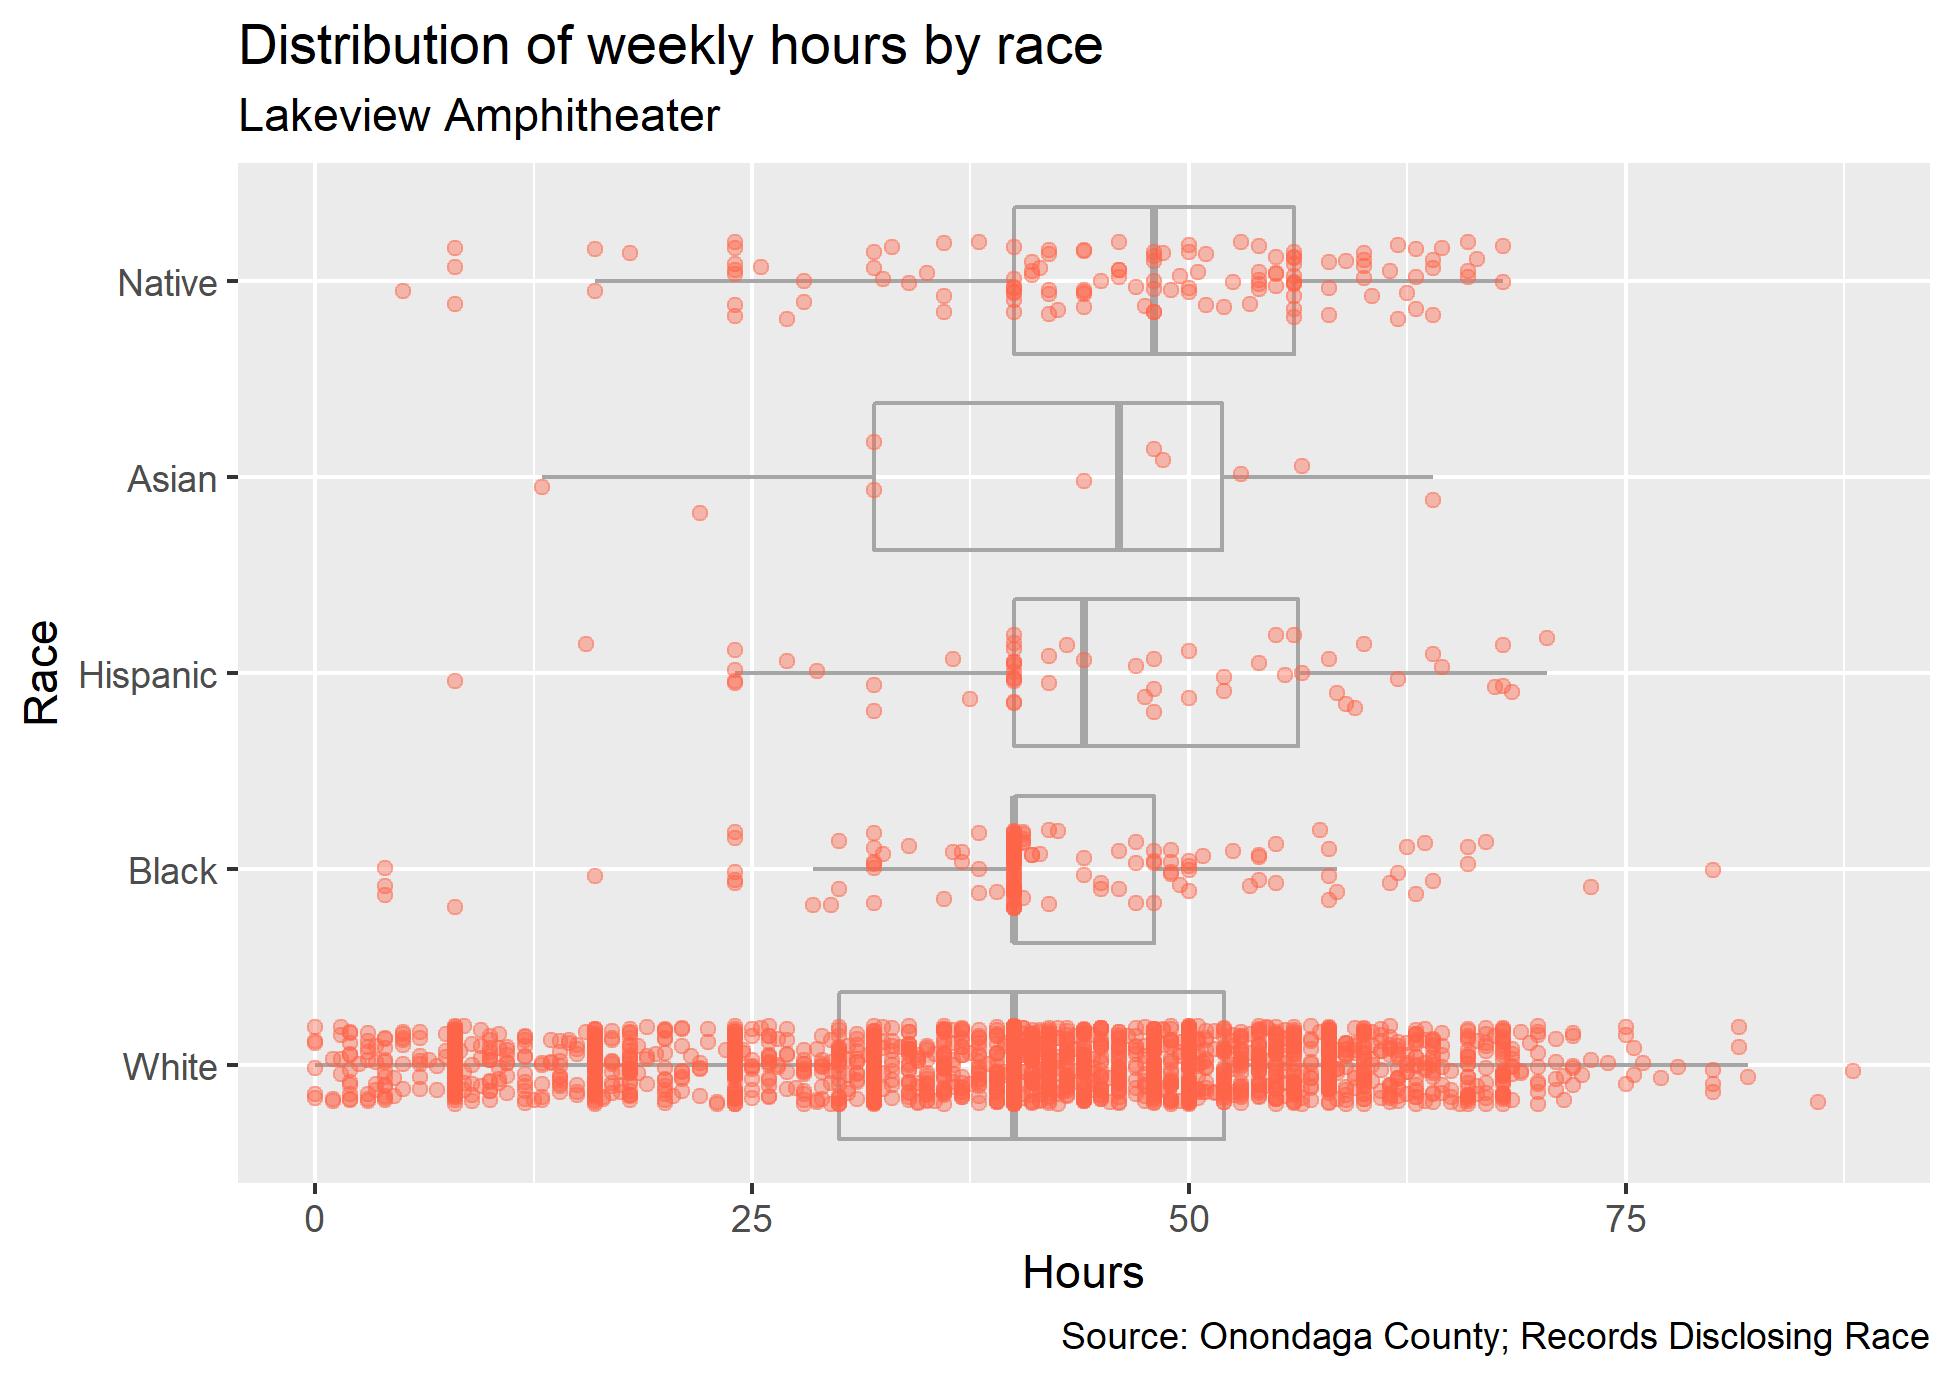 Distribution of weekly hours by race
Lakeview Amphitheater
Race
Native
Asian
Hispanic
Black
White
0 25 50 75
Hours
Source: Onondaga County; Records Disclosing Race